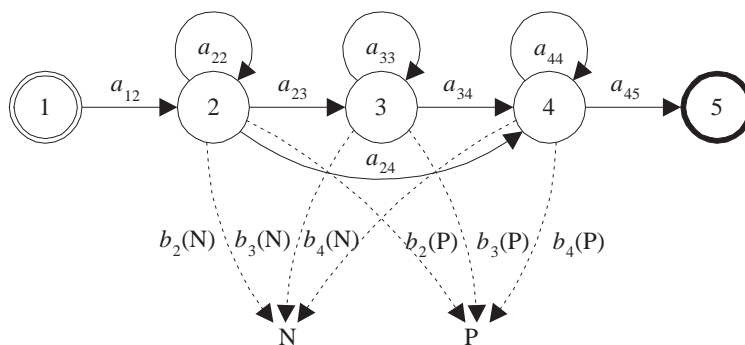 a₂₂ a₃₃ a₄₄
a₁₂ a₂₃ a₃₄ a₄₅
1 2 3 4 5
a₂₄
b₂(N) b₃(N) b₄(N) b₂(P) b₃(P) b₄(P)
N P